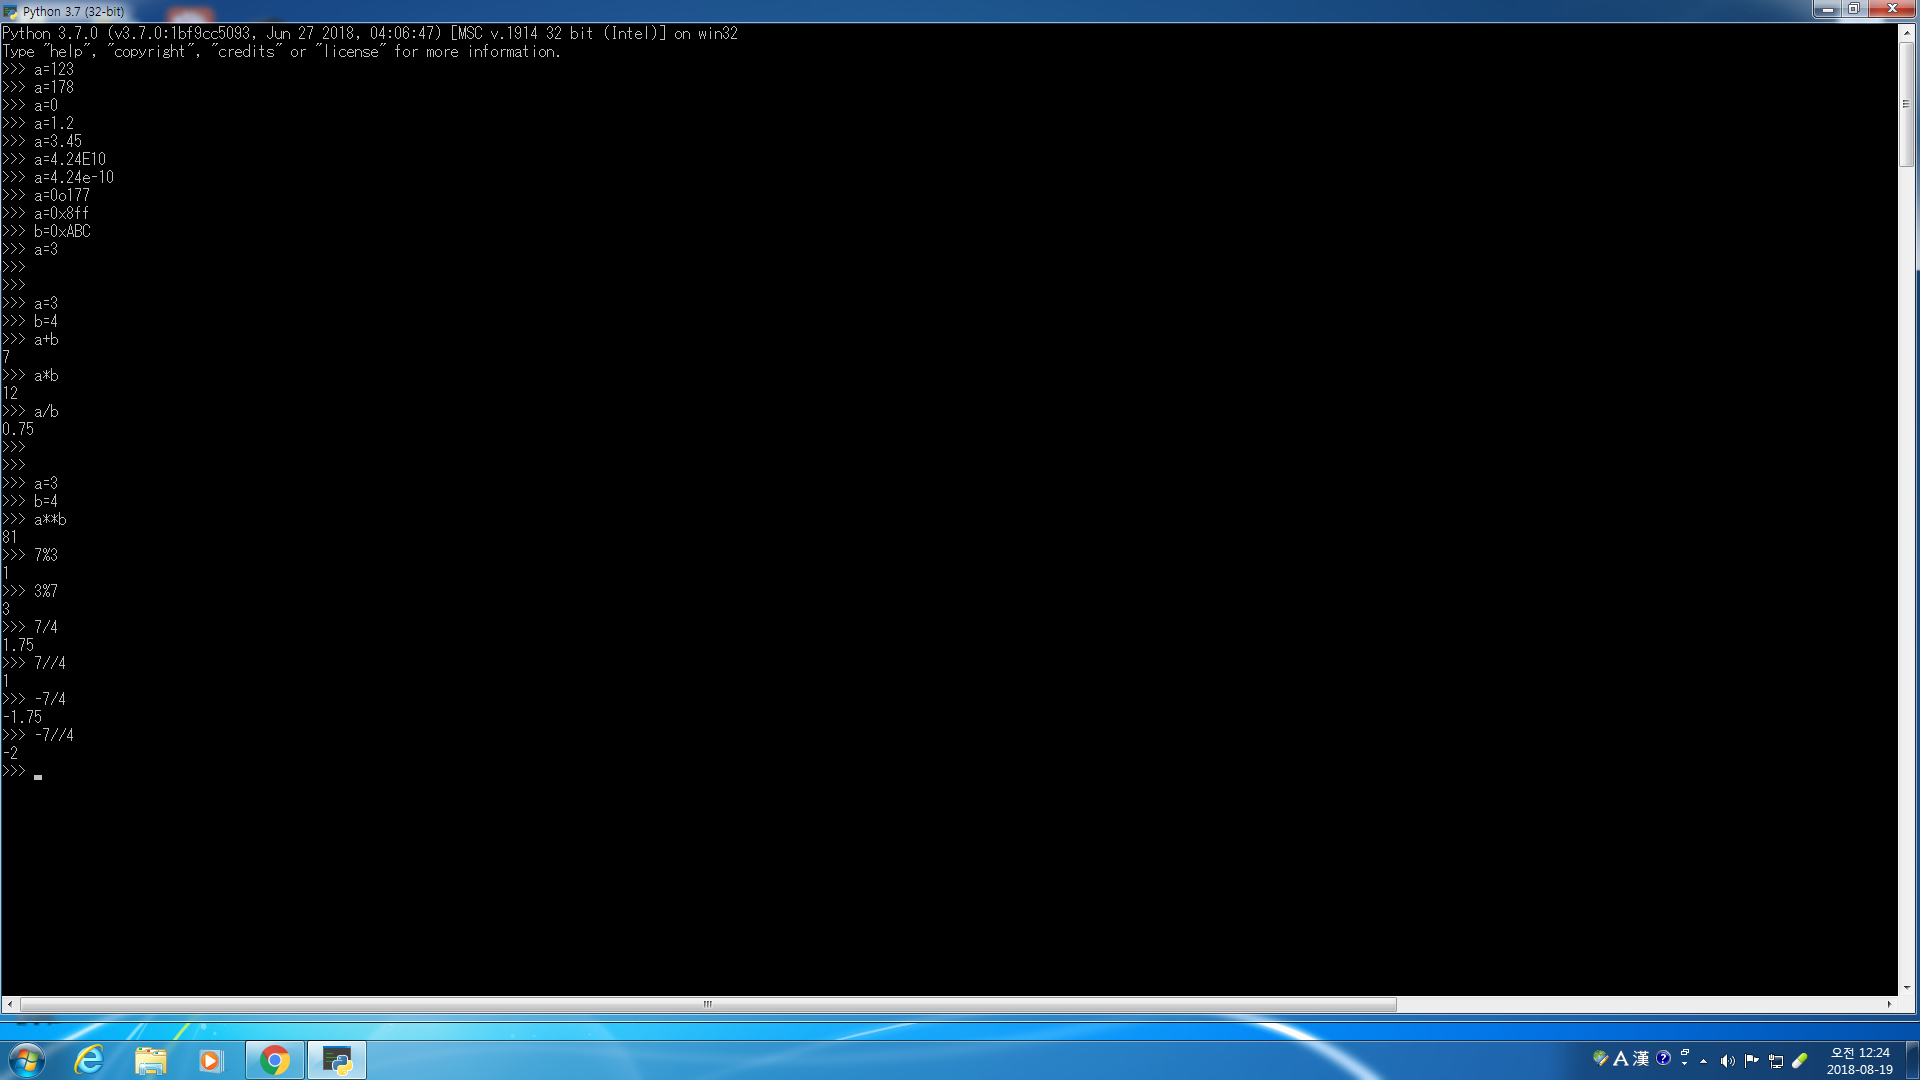 Python 3.7 (32-bit)
Python 3.7.0 (v3.7.0:1bf9cc5093, Jun 27 2018, 04:06:47) [MSC v.1914 32 bit (Intel)] on win32
Type "help", "copyright", "credits" or "license" for more information.
>>> a=123
>>> a=178
>>> a=0
>>> a=1.2
>>> a=3.45
>>> a=4.24E10
>>> a=4.24e-10
>>> a=0o177
>>> a=0x8ff
>>> b=0xABC
>>> a=3
>>>
>>>
>>> a=3
>>> b=4
>>> a+b
7
>>> a*b
12
>>> a/b
0.75
>>>
>>>
>>> a=3
>>> b=4
>>> a**b
81
>>> 7%3
1
>>> 3%7
3
>>> 7/4
1.75
>>> 7//4
1
>>> -7/4
-1.75
>>> -7//4
-2
>>>
A 漢
오전 12:24
2018-08-19